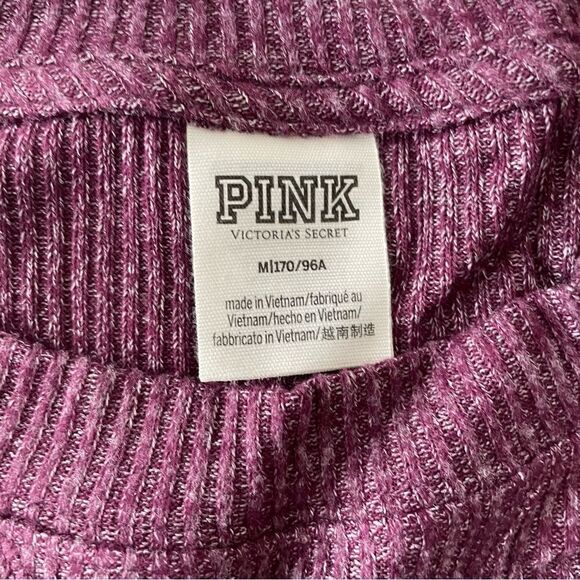 PINK
VICTORIA'S SECRET
M|170/96A
made in Vietnam/fabriqué au
Vietnam/hecho en Vietnam/
fabbricato in Vietnam/越南制造